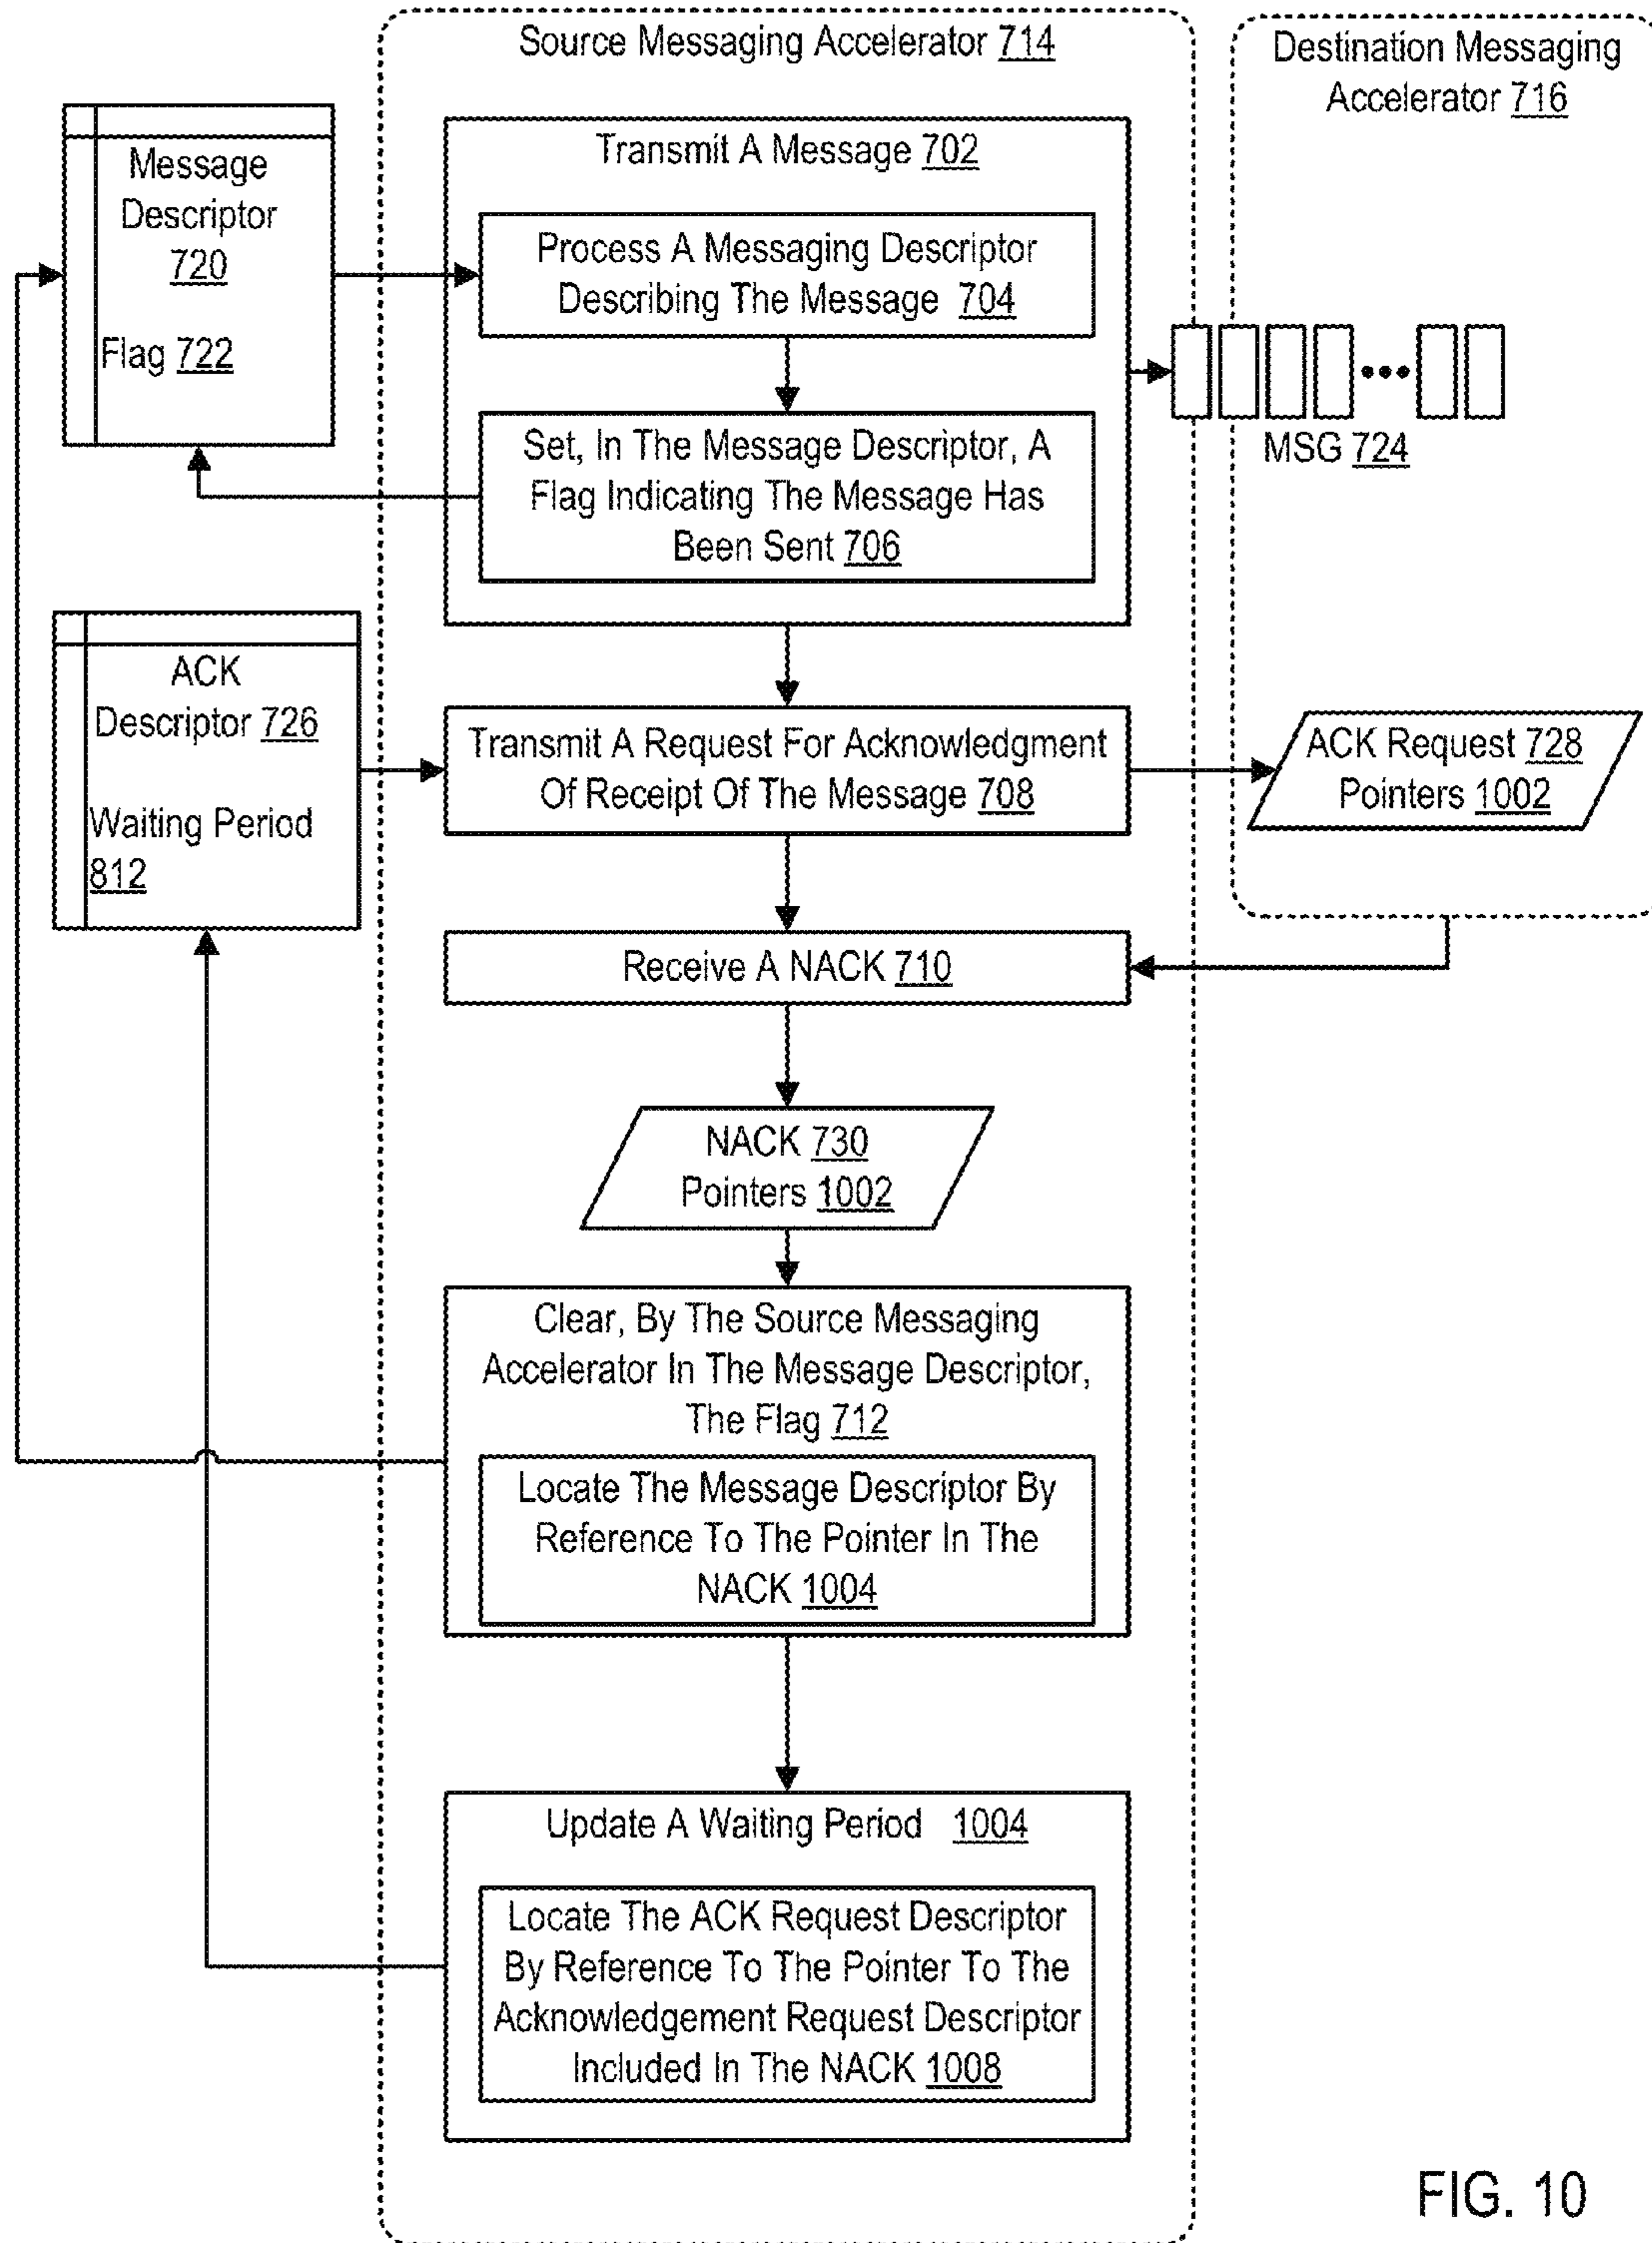 Source Messaging Accelerator 714
Destination Messaging
Accelerator 716
Message
Descriptor
720
Flag 722
Transmit A Message 702
Process A Messaging Descriptor
Describing The Message 704
Set, In The Message Descriptor, A
Flag Indicating The Message Has
Been Sent 706
MSG 724
ACK
Descriptor 726
Waiting Period
812
Transmit A Request For Acknowledgment
Of Receipt Of The Message 708
ACK Request 728
Pointers 1002
Receive A NACK 710
NACK 730
Pointers 1002
Clear, By The Source Messaging
Accelerator In The Message Descriptor,
The Flag 712
Locate The Message Descriptor By
Reference To The Pointer In The
NACK 1004
Update A Waiting Period 1004
Locate The ACK Request Descriptor
By Reference To The Pointer To The
Acknowledgement Request Descriptor
Included In The NACK 1008
FIG. 10